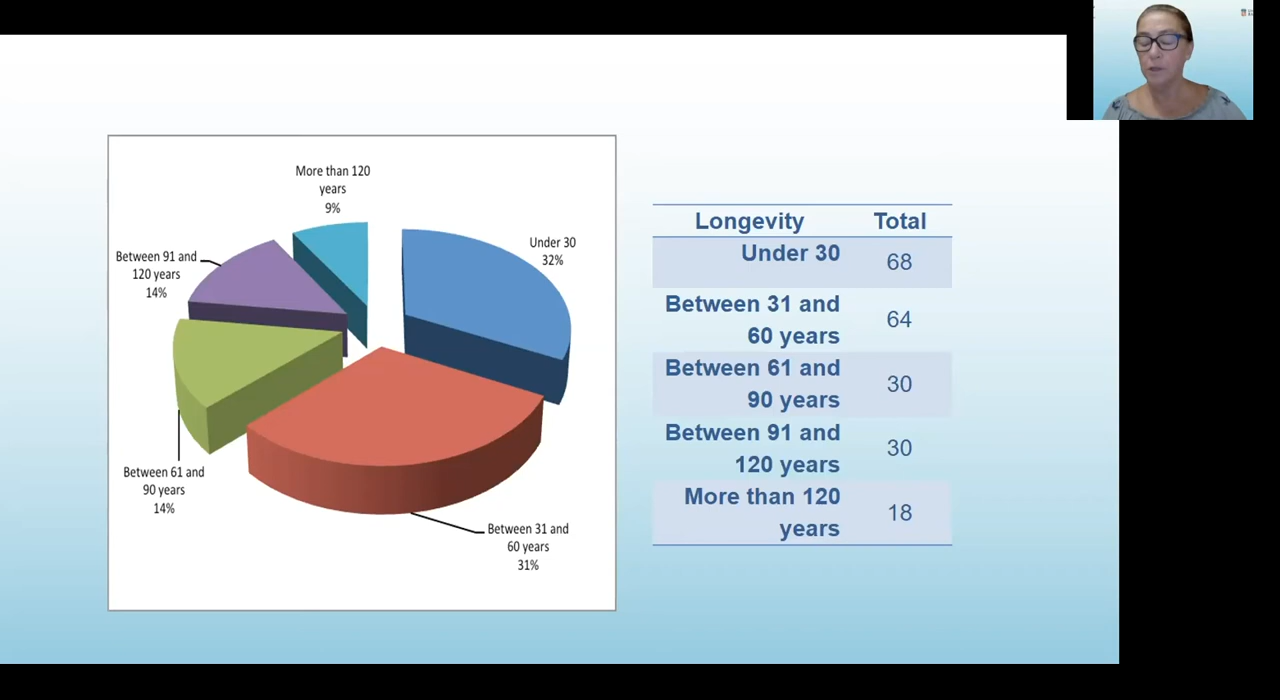 More than 120
years
9%
Under 30
32%
Between 91 and
120 years
14%
Between 61 and
90 years
14%
Between 31 and
60 years
31%
Longevity Total
Under 30 68
Between 31 and
60 years 64
Between 61 and
90 years 30
Between 91 and
120 years 30
More than 120
years 18